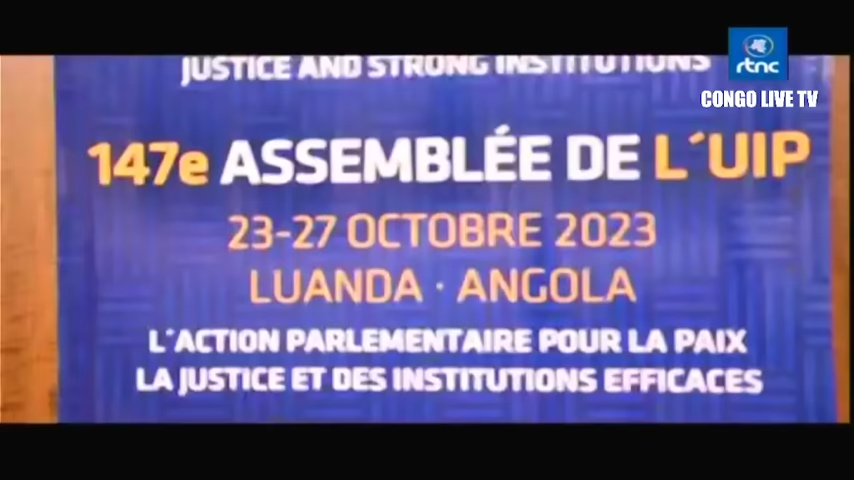 JUSTICE AND STRONG INSTITUTIONS
rtnc
CONGO LIVE TV
147e ASSEMBLÉE DE L´UIP
23-27 OCTOBRE 2023
LUANDA · ANGOLA
L´ACTION PARLEMENTAIRE POUR LA PAIX
LA JUSTICE ET DES INSTITUTIONS EFFICACES